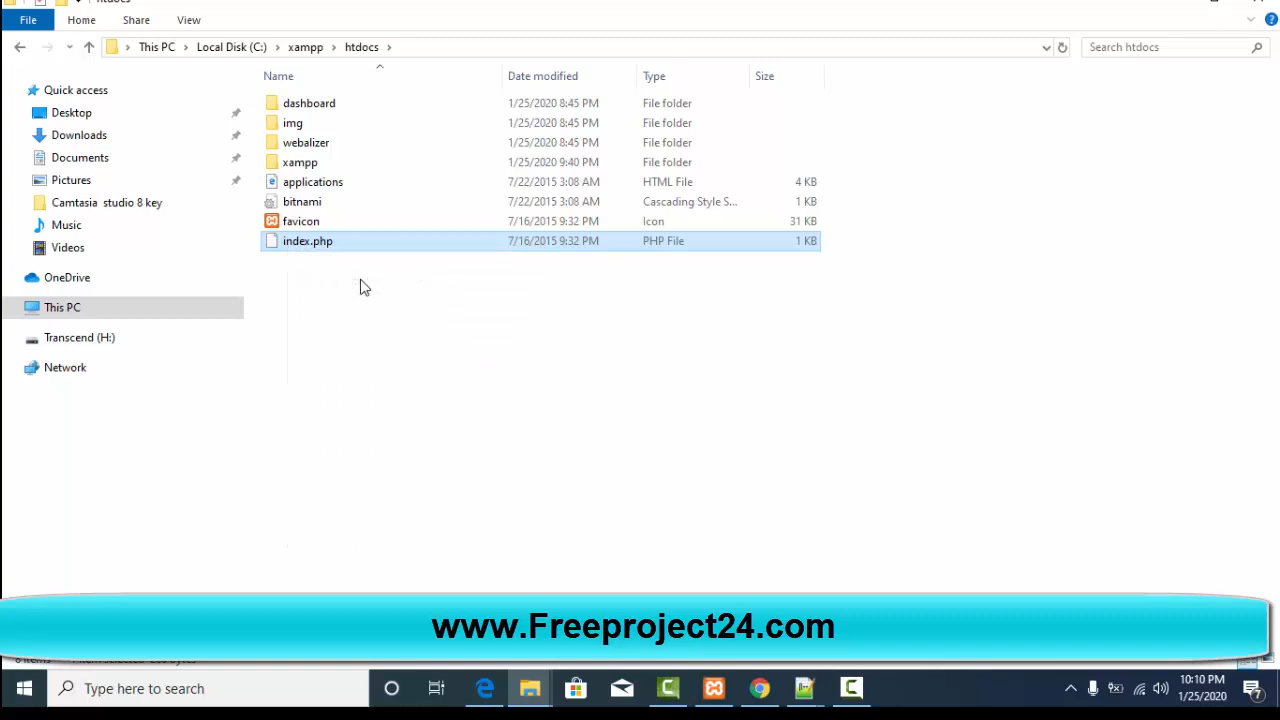 htdocs
File Home Share View
This PC Local Disk (C:) xampp htdocs Search htdocs
Name Date modified Type Size
Quick access
Desktop
Downloads
Documents
Pictures
Camtasia studio 8 key
Music
Videos
OneDrive
This PC
Transcend (H:)
Network
dashboard 1/25/2020 8:45 PM File folder
img 1/25/2020 8:45 PM File folder
webalizer 1/25/2020 8:45 PM File folder
xampp 1/25/2020 9:40 PM File folder
applications 7/22/2015 3:08 AM HTML File 4 KB
bitnami 7/22/2015 3:08 AM Cascading Style S... 1 KB
favicon 7/16/2015 9:32 PM Icon 31 KB
index.php 7/16/2015 9:32 PM PHP File 1 KB
www.Freeproject24.com
Type here to search
10:10 PM
1/25/2020
7